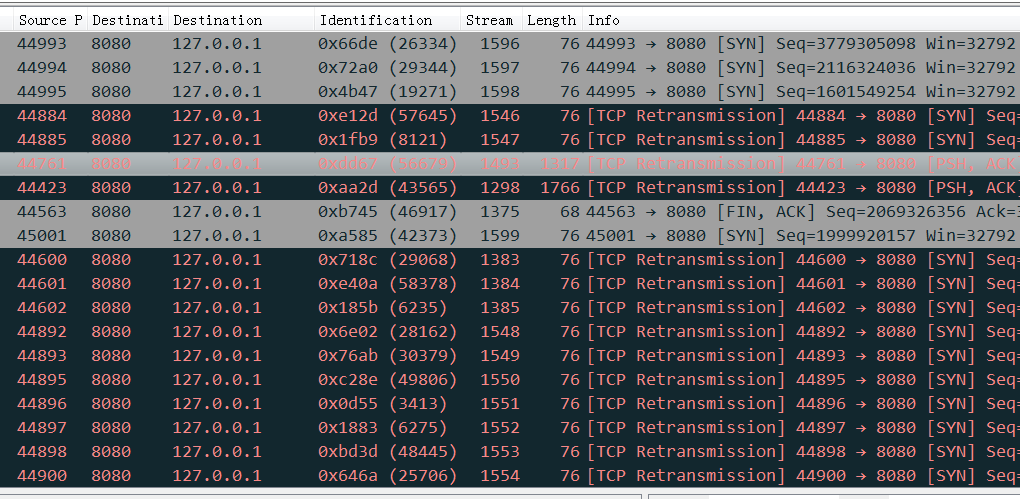 Source P Destinati Destination Identification Stream Length Info
44993 8080 127.0.0.1 0x66de (26334) 1596 76 44993 → 8080 [SYN] Seq=3779305098 Win=32792
44994 8080 127.0.0.1 0x72a0 (29344) 1597 76 44994 → 8080 [SYN] Seq=2116324036 Win=32792
44995 8080 127.0.0.1 0x4b47 (19271) 1598 76 44995 → 8080 [SYN] Seq=1601549254 Win=32792
44884 8080 127.0.0.1 0xe12d (57645) 1546 76 [TCP Retransmission] 44884 → 8080 [SYN] Seq=
44885 8080 127.0.0.1 0x1fb9 (8121) 1547 76 [TCP Retransmission] 44885 → 8080 [SYN] Seq=
44761 8080 127.0.0.1 0xdd67 (56679) 1493 1317 [TCP Retransmission] 44761 → 8080 [PSH, ACK
44423 8080 127.0.0.1 0xaa2d (43565) 1298 1766 [TCP Retransmission] 44423 → 8080 [PSH, ACK
44563 8080 127.0.0.1 0xb745 (46917) 1375 68 44563 → 8080 [FIN, ACK] Seq=2069326356 Ack=3
45001 8080 127.0.0.1 0xa585 (42373) 1599 76 45001 → 8080 [SYN] Seq=1999920157 Win=32792
44600 8080 127.0.0.1 0x718c (29068) 1383 76 [TCP Retransmission] 44600 → 8080 [SYN] Seq=
44601 8080 127.0.0.1 0xe40a (58378) 1384 76 [TCP Retransmission] 44601 → 8080 [SYN] Seq=
44602 8080 127.0.0.1 0x185b (6235) 1385 76 [TCP Retransmission] 44602 → 8080 [SYN] Seq=
44892 8080 127.0.0.1 0x6e02 (28162) 1548 76 [TCP Retransmission] 44892 → 8080 [SYN] Seq=
44893 8080 127.0.0.1 0x76ab (30379) 1549 76 [TCP Retransmission] 44893 → 8080 [SYN] Seq=
44895 8080 127.0.0.1 0xc28e (49806) 1550 76 [TCP Retransmission] 44895 → 8080 [SYN] Seq=
44896 8080 127.0.0.1 0x0d55 (3413) 1551 76 [TCP Retransmission] 44896 → 8080 [SYN] Seq=
44897 8080 127.0.0.1 0x1883 (6275) 1552 76 [TCP Retransmission] 44897 → 8080 [SYN] Seq=
44898 8080 127.0.0.1 0xbd3d (48445) 1553 76 [TCP Retransmission] 44898 → 8080 [SYN] Seq=
44900 8080 127.0.0.1 0x646a (25706) 1554 76 [TCP Retransmission] 44900 → 8080 [SYN] Seq=